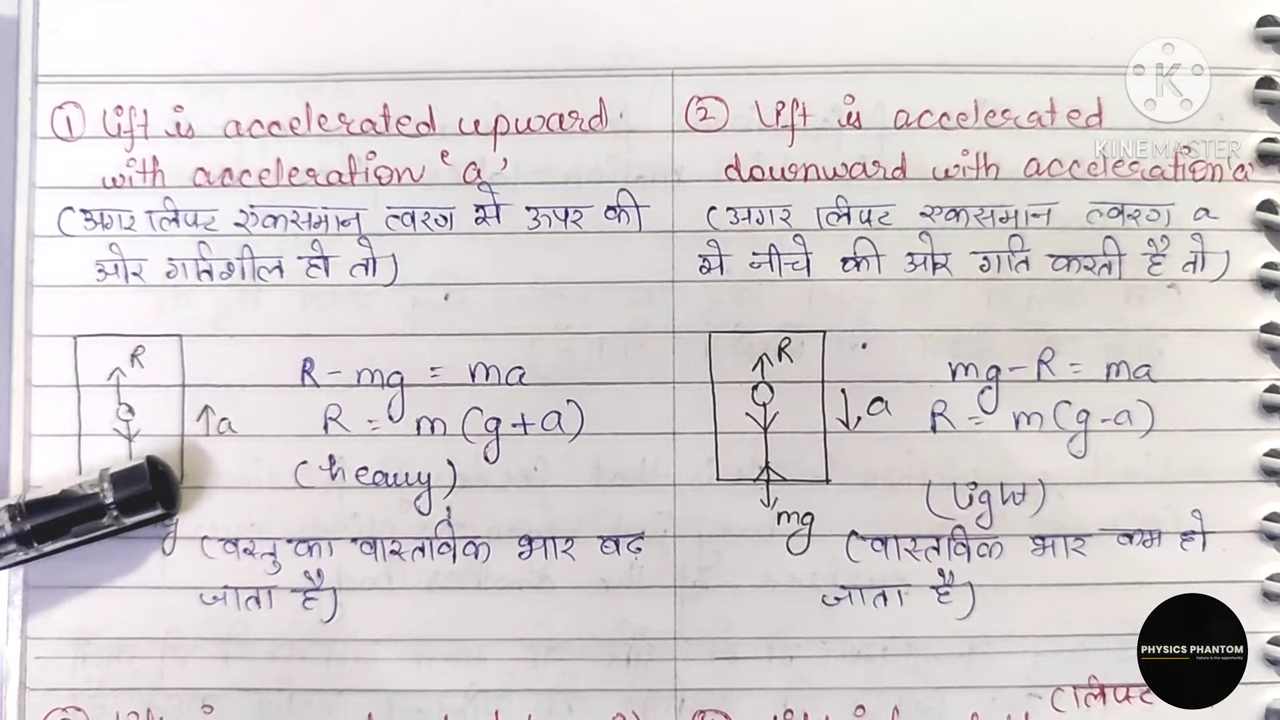 ① Lift is accelerated upward
with acceleration 'a'
(अगर लिफ्ट एकसमान त्वरण से ऊपर की
ओर गतिशील हो तो)
R
↑a
R - mg = ma
R = m(g+a)
(heavy)
(वस्तु का वास्तविक भार बढ़
जाता है)
② Lift is accelerated
downward with acceleration 'a'
(अगर लिफ्ट एकसमान त्वरण a
से नीचे की ओर गति करती है तो)
R
↓a
mg
mg - R = ma
R = m(g-a)
(Light)
(वास्तविक भार कम हो
जाता है)
(लिफ्ट
K
KINEMASTER
PHYSICS PHANTOM